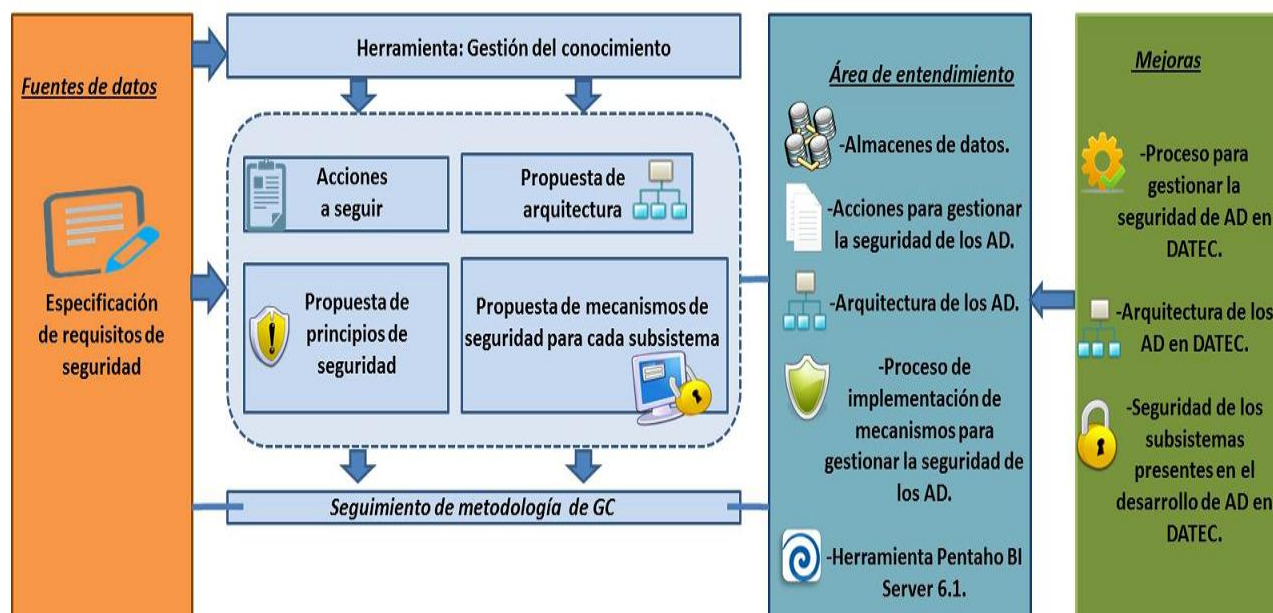 Fuentes de datos
Especificación
de requisitos de
seguridad
Herramienta: Gestión del conocimiento
Acciones
a seguir
Propuesta de
arquitectura
Propuesta de
principios de
seguridad
Propuesta de mecanismos de
seguridad para cada subsistema
Seguimiento de metodología de GC
Área de entendimiento
-Almacenes de datos.
-Acciones para gestionar
la seguridad de los AD.
-Arquitectura de los AD.
-Proceso de
implementación de
mecanismos para
gestionar la seguridad de
los AD.
-Herramienta Pentaho BI
Server 6.1.
Mejoras
-Proceso para
gestionar la
seguridad de AD en
DATEC.
-Arquitectura de los
AD en DATEC.
-Seguridad de los
subsistemas
presentes en el
desarrollo de AD en
DATEC.